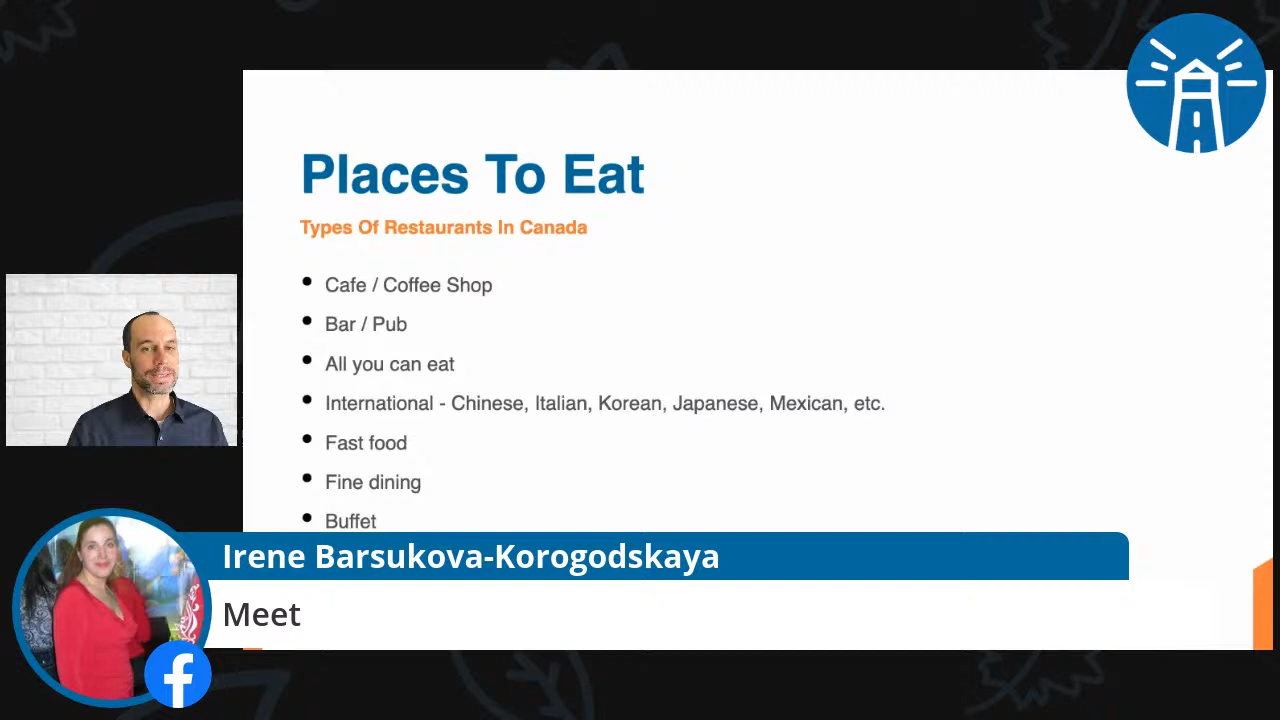 Places To Eat
Types Of Restaurants In Canada
Cafe / Coffee Shop
Bar / Pub
All you can eat
International - Chinese, Italian, Korean, Japanese, Mexican, etc.
Fast food
Fine dining
Buffet
Irene Barsukova-Korogodskaya
Meet